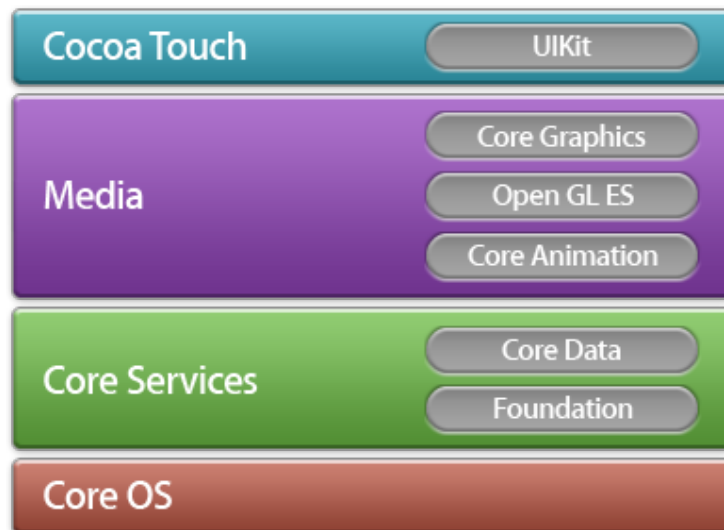 Cocoa Touch
UIKit
Media
Core Graphics
Open GL ES
Core Animation
Core Services
Core Data
Foundation
Core OS